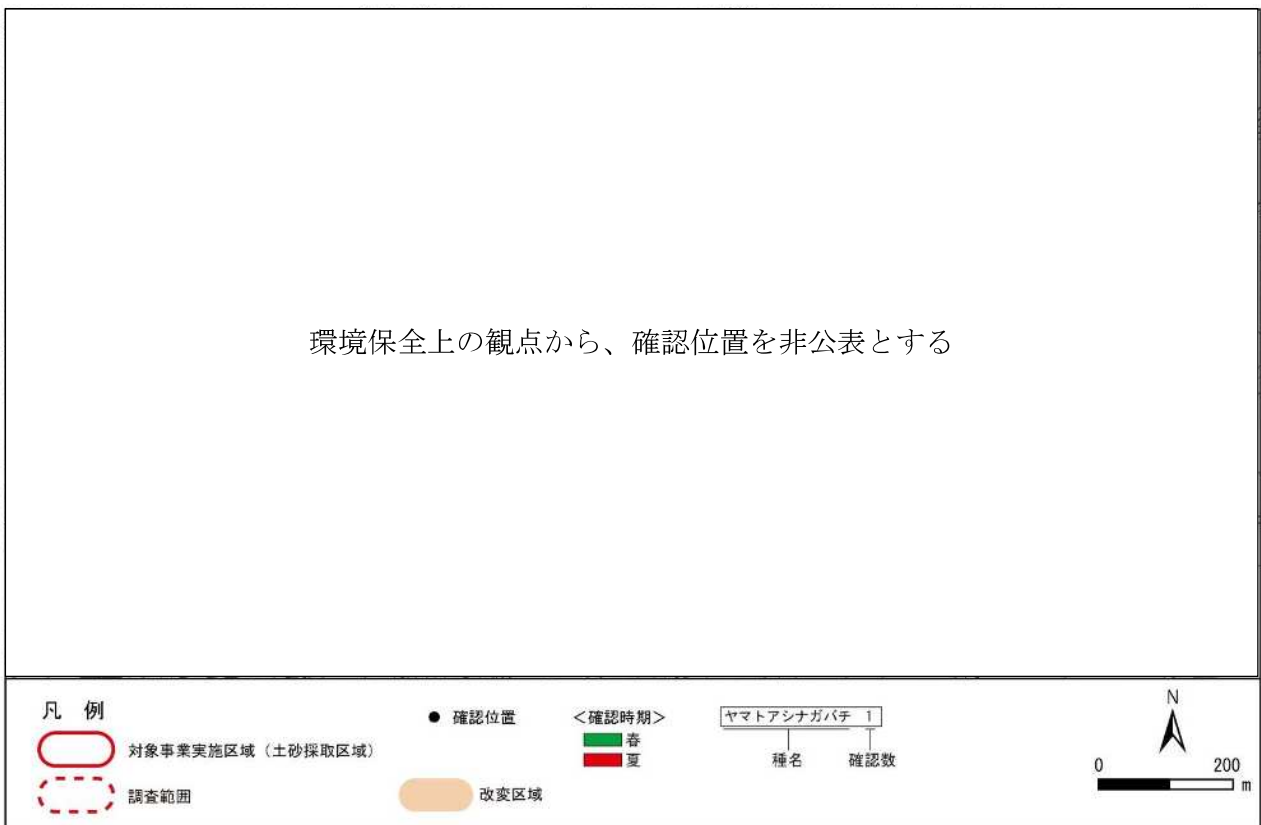 環境保全上の観点から、確認位置を非公表とする
凡 例
対象事業実施区域（土砂採取区域）
調査範囲
● 確認位置
改変区域
＜確認時期＞
春
夏
ヤマトアシナガバチ 1
種名 確認数
N
0 200
m